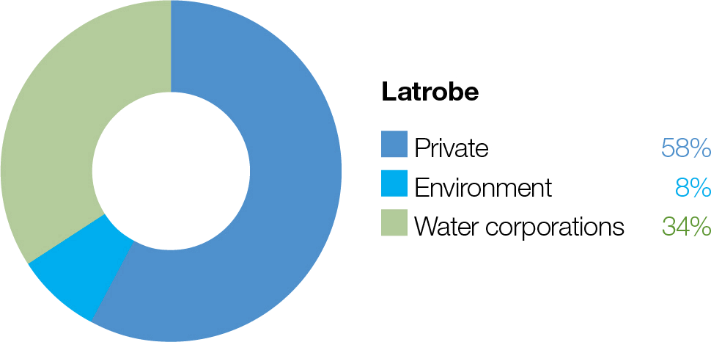 Latrobe
Private 58%
Environment 8%
Water corporations 34%